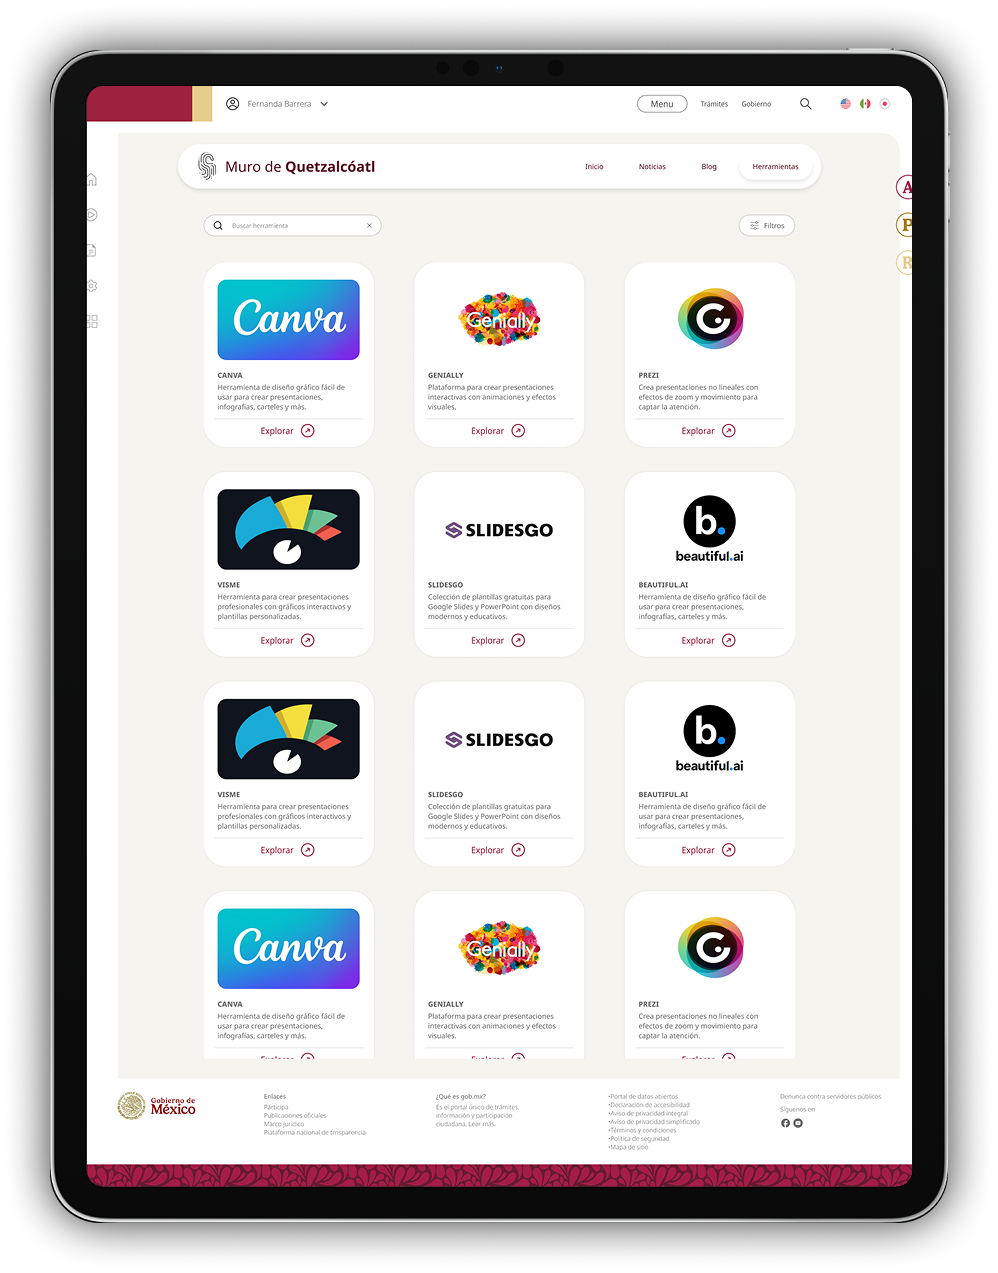 Fernanda Barrera
Menu
Trámites
Gobierno
Muro de Quetzalcóatl
Inicio
Noticias
Blog
Herramientas
A
P
R
Buscar herramienta
Filtros
Canva
CANVA
Herramienta de diseño gráfico fácil de
usar para crear presentaciones,
infografías, carteles y más.
Explorar
Genially
GENIALLY
Plataforma para crear presentaciones
interactivas con animaciones y efectos
visuales.
Explorar
PREZI
Crea presentaciones no lineales con
efectos de zoom y movimiento para
captar la atención.
Explorar
VISME
Herramienta para crear presentaciones
profesionales con gráficos interactivos y
plantillas personalizadas.
Explorar
SLIDESGO
SLIDESGO
Colección de plantillas gratuitas para
Google Slides y PowerPoint con diseños
modernos y educativos.
Explorar
b.
beautiful.ai
BEAUTIFUL.AI
Herramienta de diseño gráfico fácil de
usar para crear presentaciones,
infografías, carteles y más.
Explorar
VISME
Herramienta para crear presentaciones
profesionales con gráficos interactivos y
plantillas personalizadas.
Explorar
SLIDESGO
SLIDESGO
Colección de plantillas gratuitas para
Google Slides y PowerPoint con diseños
modernos y educativos.
Explorar
b.
beautiful.ai
BEAUTIFUL.AI
Herramienta de diseño gráfico fácil de
usar para crear presentaciones,
infografías, carteles y más.
Explorar
Canva
CANVA
Herramienta de diseño gráfico fácil de
usar para crear presentaciones,
infografías, carteles y más.
Explorar
Genially
GENIALLY
Plataforma para crear presentaciones
interactivas con animaciones y efectos
visuales.
Explorar
PREZI
Crea presentaciones no lineales con
efectos de zoom y movimiento para
captar la atención.
Explorar
Gobierno de
México
Enlaces
Participa
Publicaciones oficiales
Marco jurídico
Plataforma nacional de trnsparencia
¿Qué es gob.mx?
Es el portal único de trámites,
información y participación
ciudadana. Leer más.
•Portal de datos abiertos
•Declaración de accesibilidad
•Aviso de privacidad integral
•Aviso de privasidad simplificado
•Términos y condiciones
•Política de seguridad
•Mapa de sitio
Denunca contra servidores públicos
Síguenos en